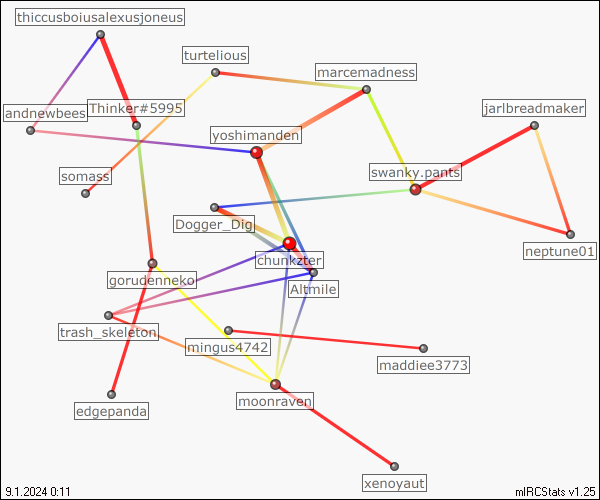 thiccusboiusalexusjoneus
turtelious
marcemadness
andnewbees
Thinker#5995
jarlbreadmaker
yoshimanden
somass
swanky.pants
Dogger_Dig
chunkzter
neptune01
gorudenneko
Altmile
trash_skeleton
mingus4742
maddiee3773
edgepanda
moonraven
xenoyaut
9.1.2024 0:11
mIRCStats v1.25